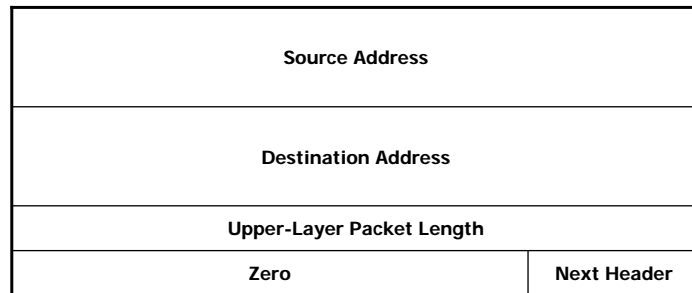 Source Address
Destination Address
Upper-Layer Packet Length
Zero Next Header